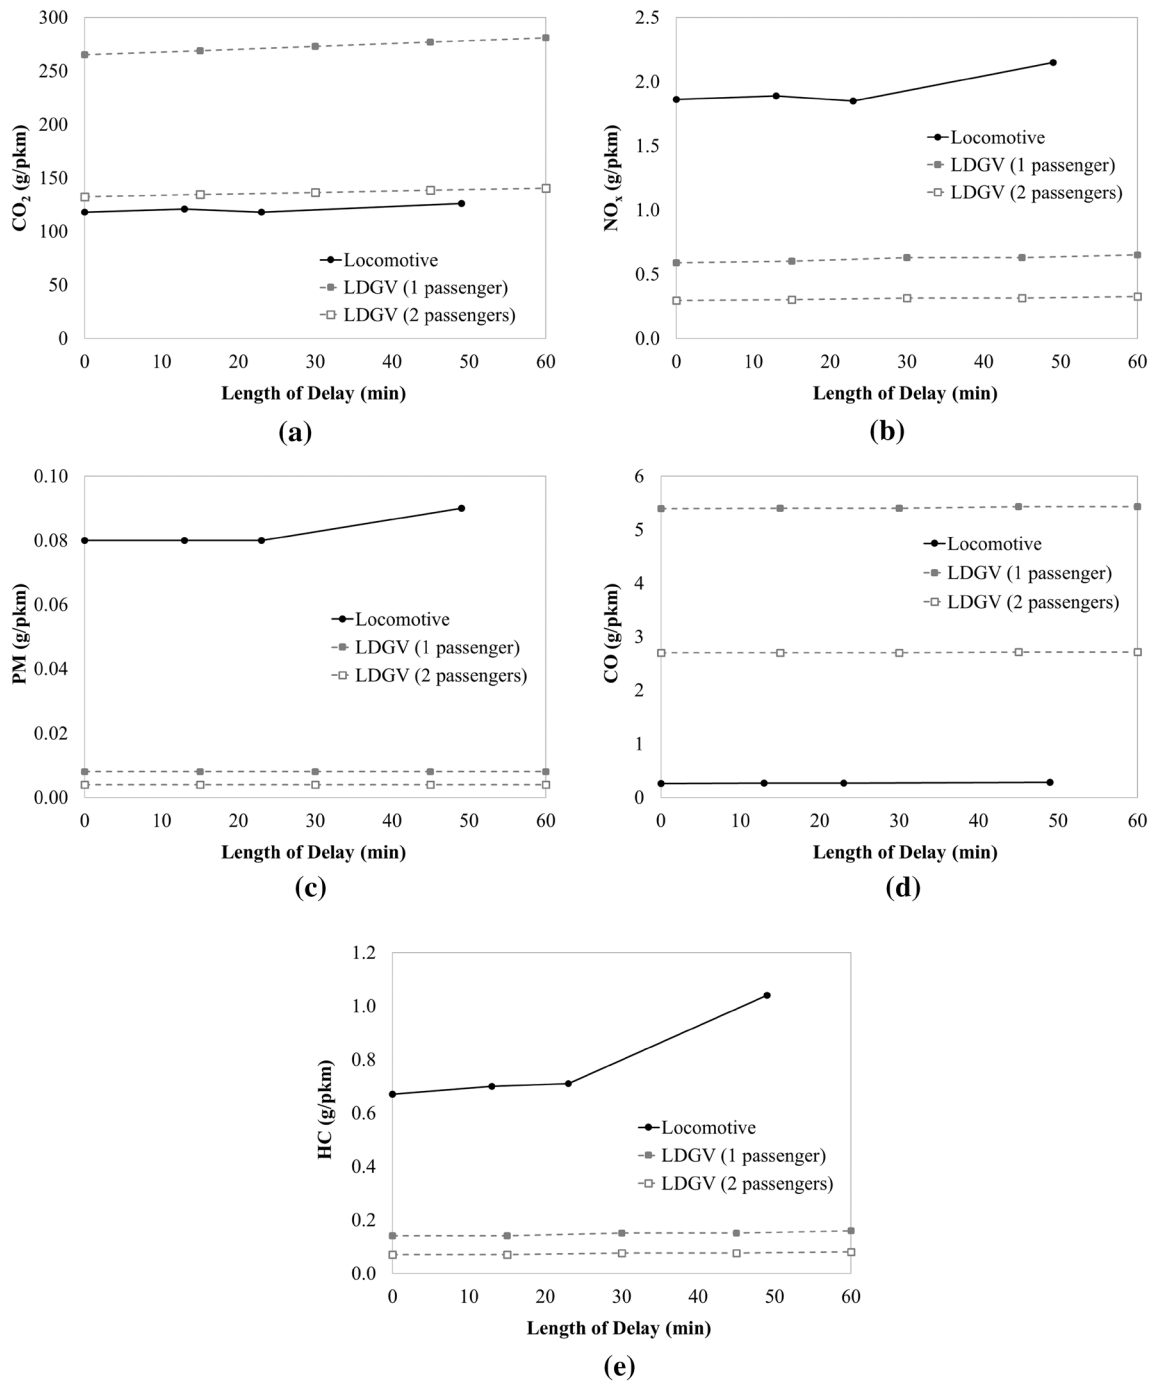 300
250
200
150
100
50
0
CO2 (g/pkm)
Locomotive
LDGV (1 passenger)
LDGV (2 passengers)
0 10 20 30 40 50 60
Length of Delay (min)
(a)
2.5
2.0
1.5
1.0
0.5
0.0
NOx (g/pkm)
Locomotive
LDGV (1 passenger)
LDGV (2 passengers)
0 10 20 30 40 50 60
Length of Delay (min)
(b)
0.10
0.08
0.06
0.04
0.02
0.00
PM (g/pkm)
Locomotive
LDGV (1 passenger)
LDGV (2 passengers)
0 10 20 30 40 50 60
Length of Delay (min)
(c)
6
5
4
3
2
1
0
CO (g/pkm)
Locomotive
LDGV (1 passenger)
LDGV (2 passengers)
0 10 20 30 40 50 60
Length of Delay (min)
(d)
1.2
1.0
0.8
0.6
0.4
0.2
0.0
HC (g/pkm)
Locomotive
LDGV (1 passenger)
LDGV (2 passengers)
0 10 20 30 40 50 60
Length of Delay (min)
(e)